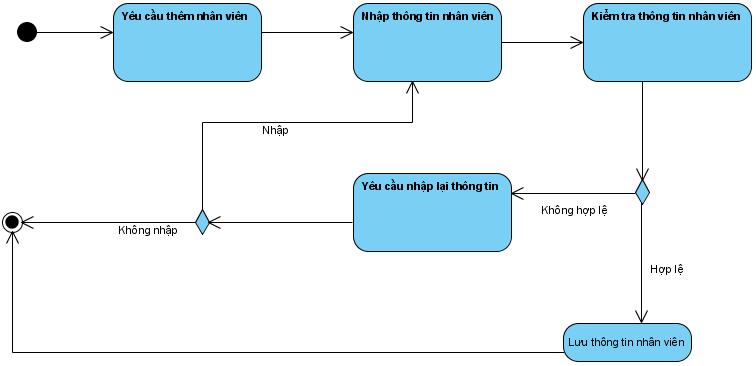 Yêu cầu thêm nhân viên
Nhập thông tin nhân viên
Kiểm tra thông tin nhân viên
Nhập
Yêu cầu nhập lại thông tin
Không hợp lệ
Không nhập
Hợp lệ
Lưu thông tin nhân viên